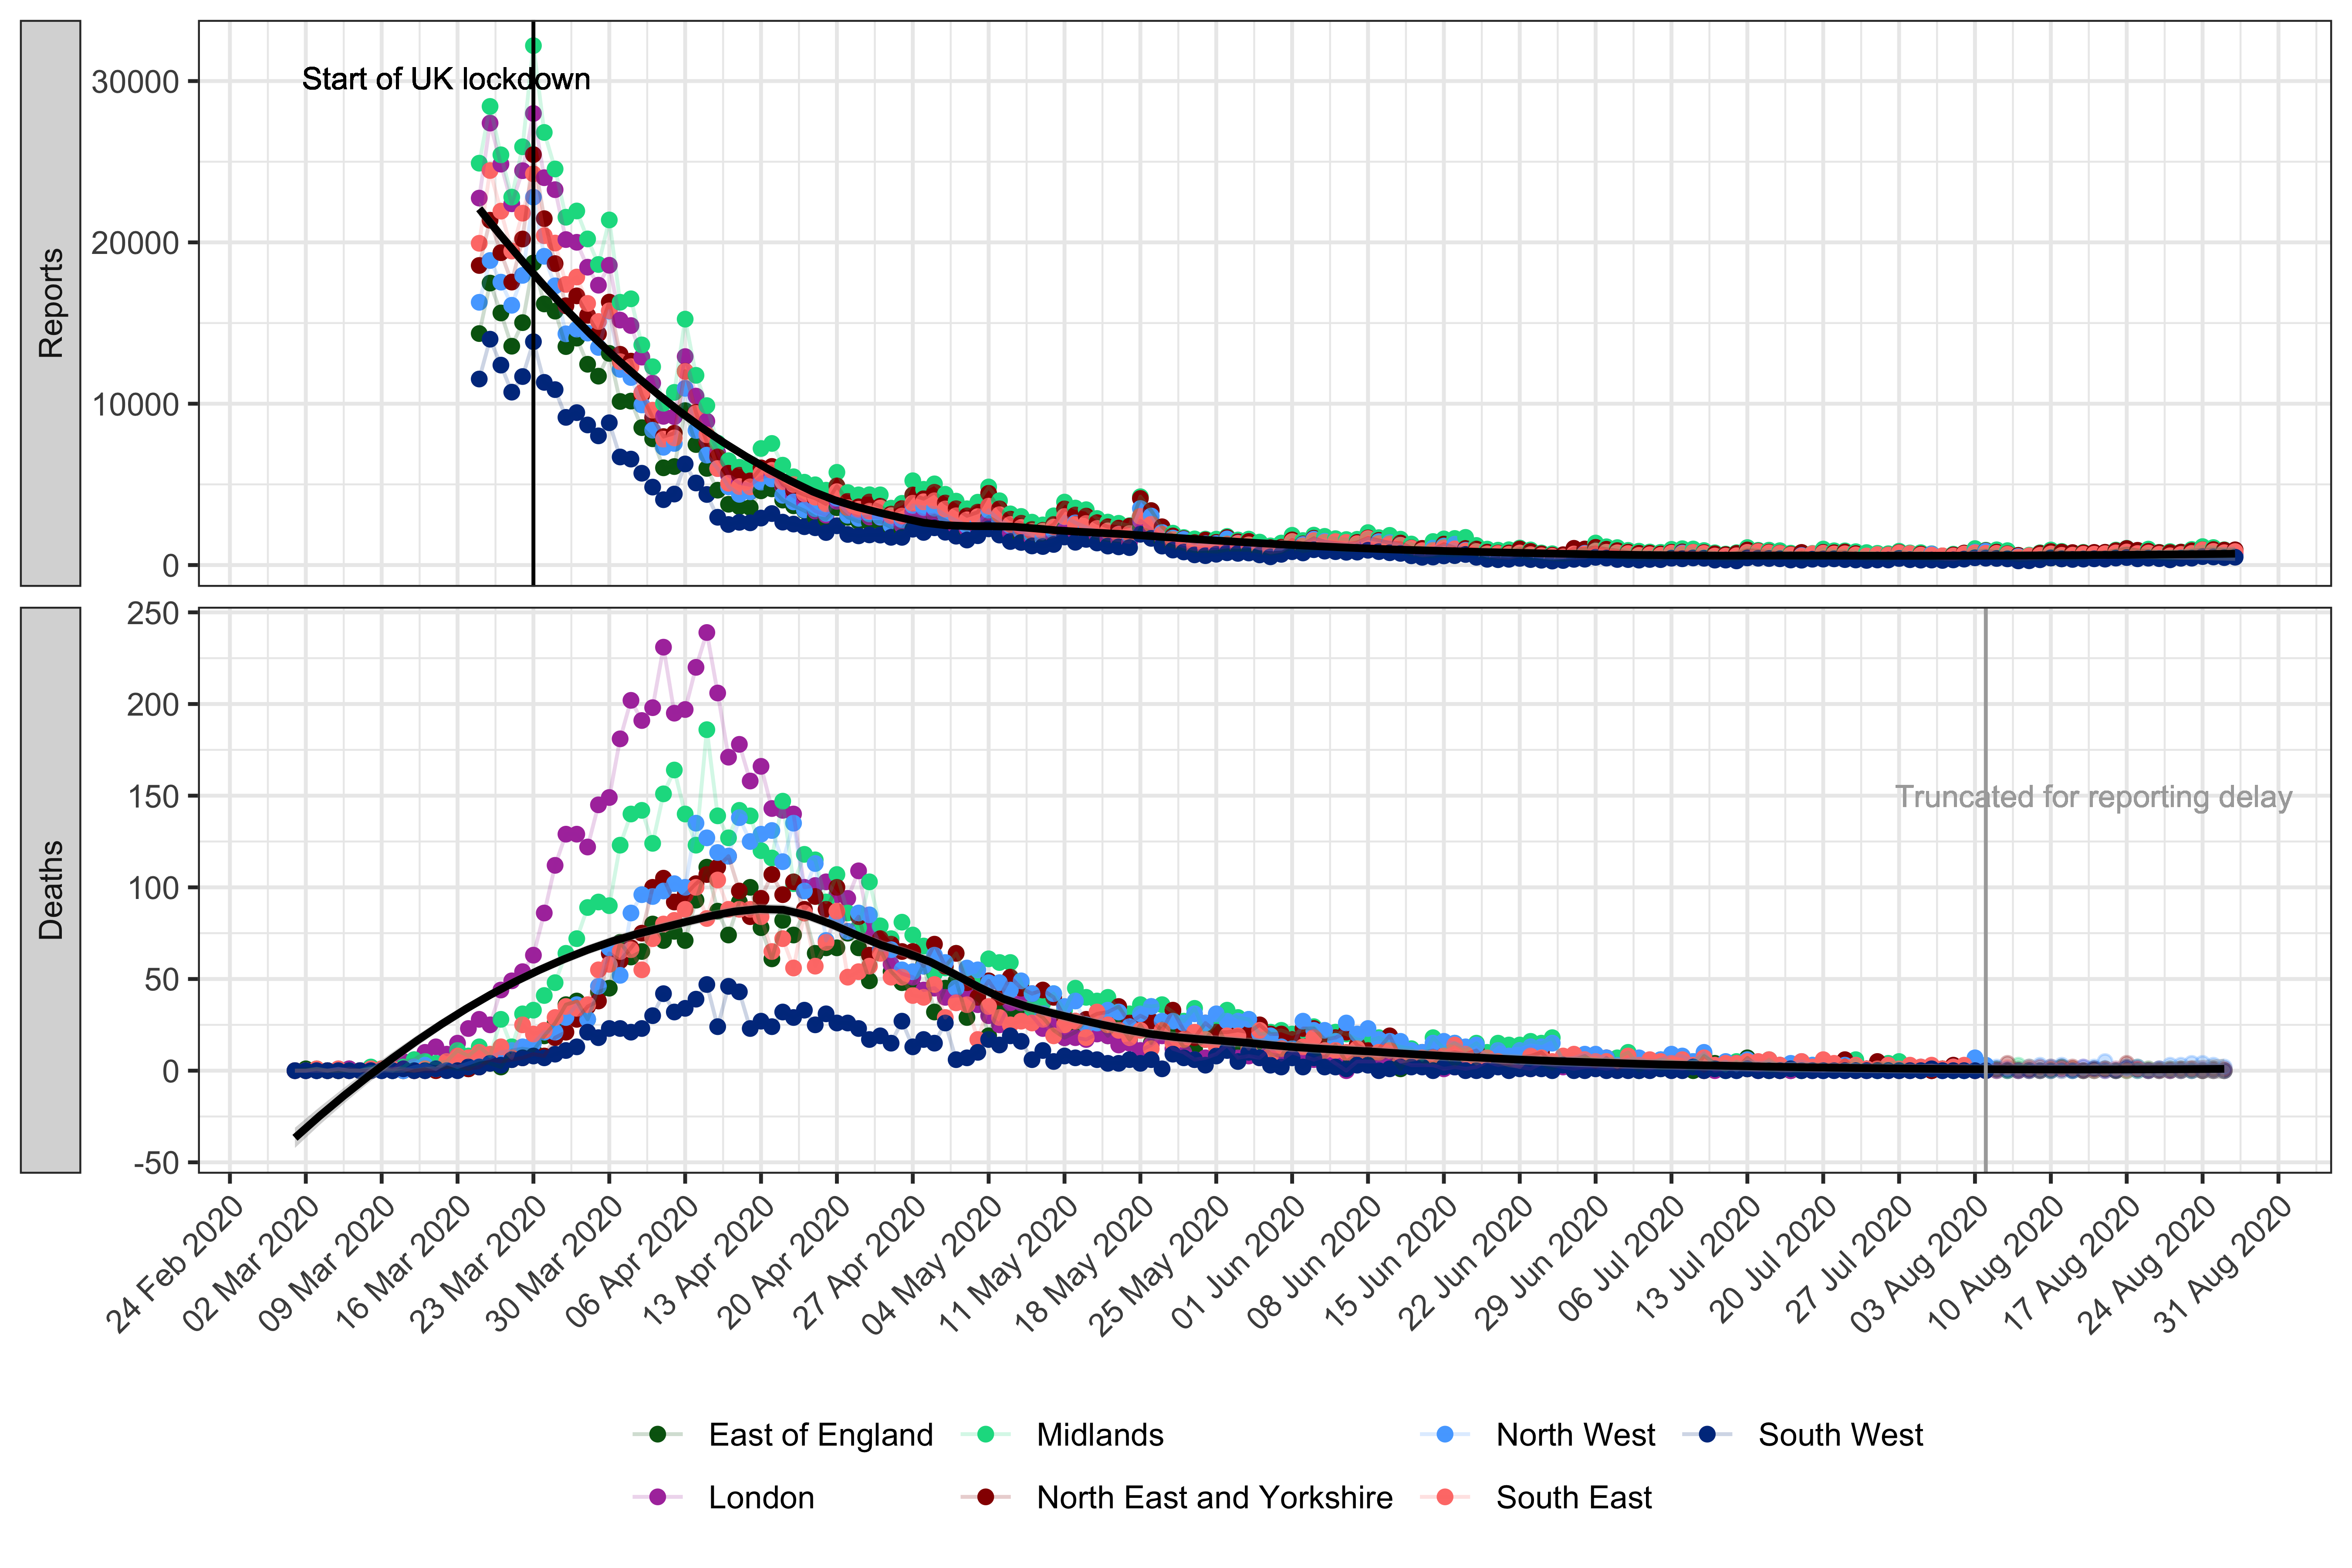 Reports
30000
20000
10000
0
Start of UK lockdown
Deaths
250
200
150
100
50
0
-50
Truncated for reporting delay
24 Feb 2020
02 Mar 2020
09 Mar 2020
16 Mar 2020
23 Mar 2020
30 Mar 2020
06 Apr 2020
13 Apr 2020
20 Apr 2020
27 Apr 2020
04 May 2020
11 May 2020
18 May 2020
25 May 2020
01 Jun 2020
08 Jun 2020
15 Jun 2020
22 Jun 2020
29 Jun 2020
06 Jul 2020
13 Jul 2020
20 Jul 2020
27 Jul 2020
03 Aug 2020
10 Aug 2020
17 Aug 2020
24 Aug 2020
31 Aug 2020
East of England
Midlands
North West
South West
London
North East and Yorkshire
South East